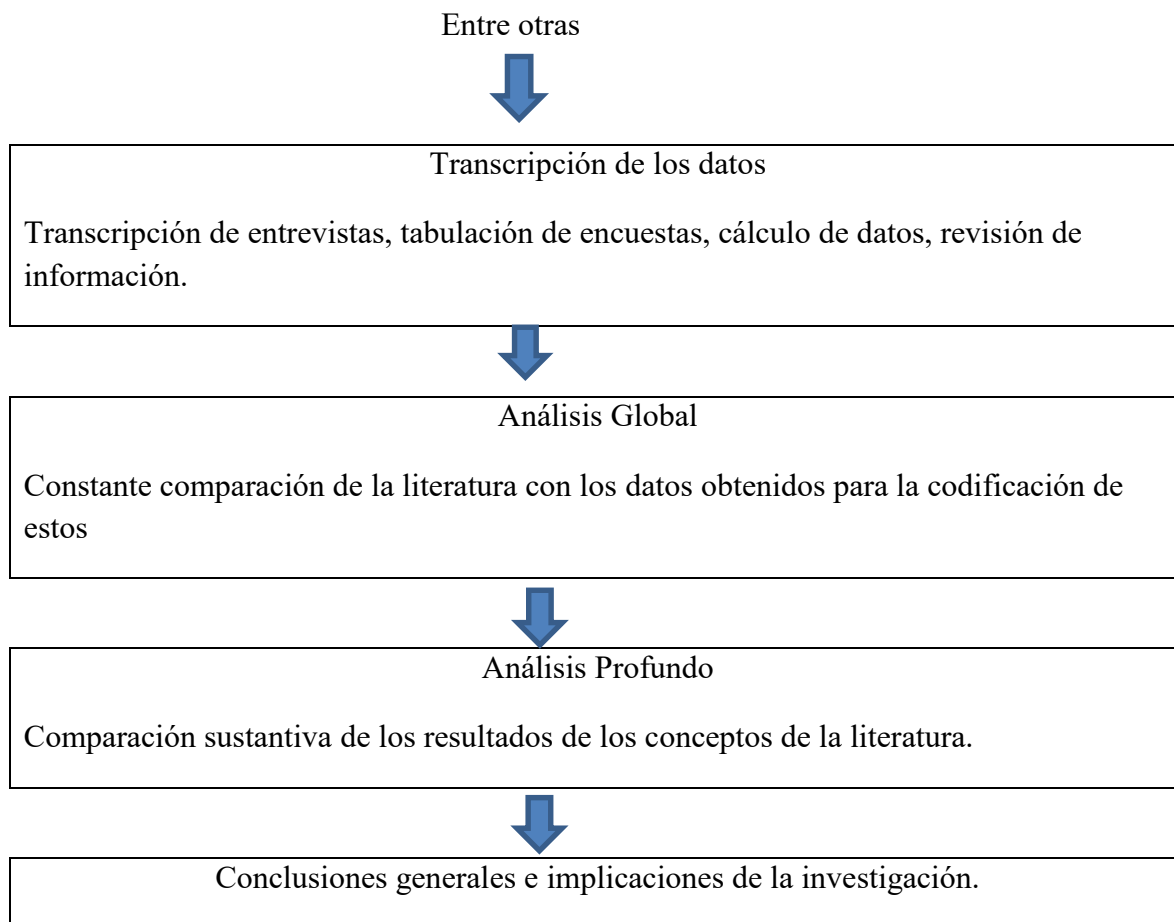 Entre otras
Transcripción de los datos
Transcripción de entrevistas, tabulación de encuestas, cálculo de datos, revisión de
información.
Análisis Global
Constante comparación de la literatura con los datos obtenidos para la codificación de
estos
Análisis Profundo
Comparación sustantiva de los resultados de los conceptos de la literatura.
Conclusiones generales e implicaciones de la investigación.